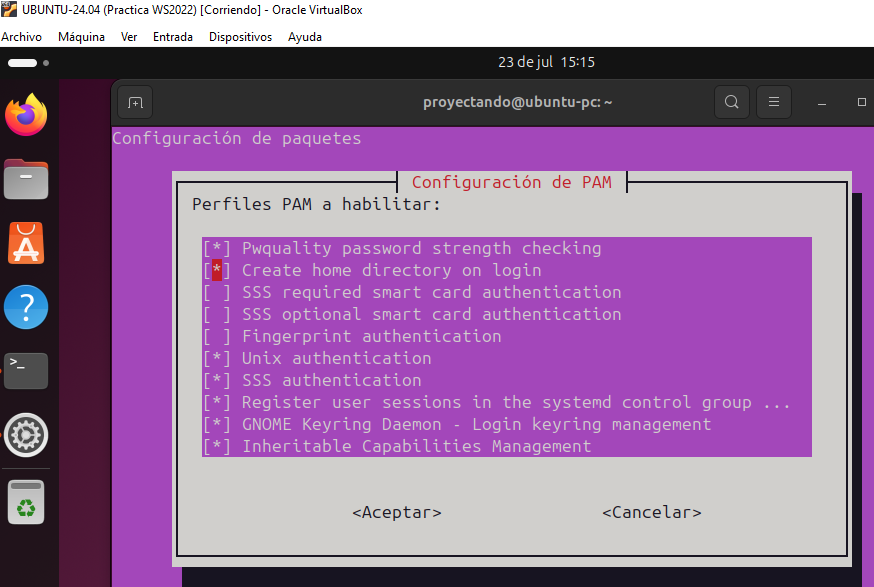 UBUNTU-24.04 (Practica WS2022) [Corriendo] - Oracle VirtualBox
Archivo Máquina Ver Entrada Dispositivos Ayuda
23 de jul 15:15
proyectando@ubuntu-pc: ~
Configuración de paquetes
Configuración de PAM
Perfiles PAM a habilitar:
[*] Pwquality password strength checking
[*] Create home directory on login
[ ] SSS required smart card authentication
[ ] SSS optional smart card authentication
[ ] Fingerprint authentication
[*] Unix authentication
[*] SSS authentication
[*] Register user sessions in the systemd control group ...
[*] GNOME Keyring Daemon - Login keyring management
[*] Inheritable Capabilities Management
<Aceptar> <Cancelar>